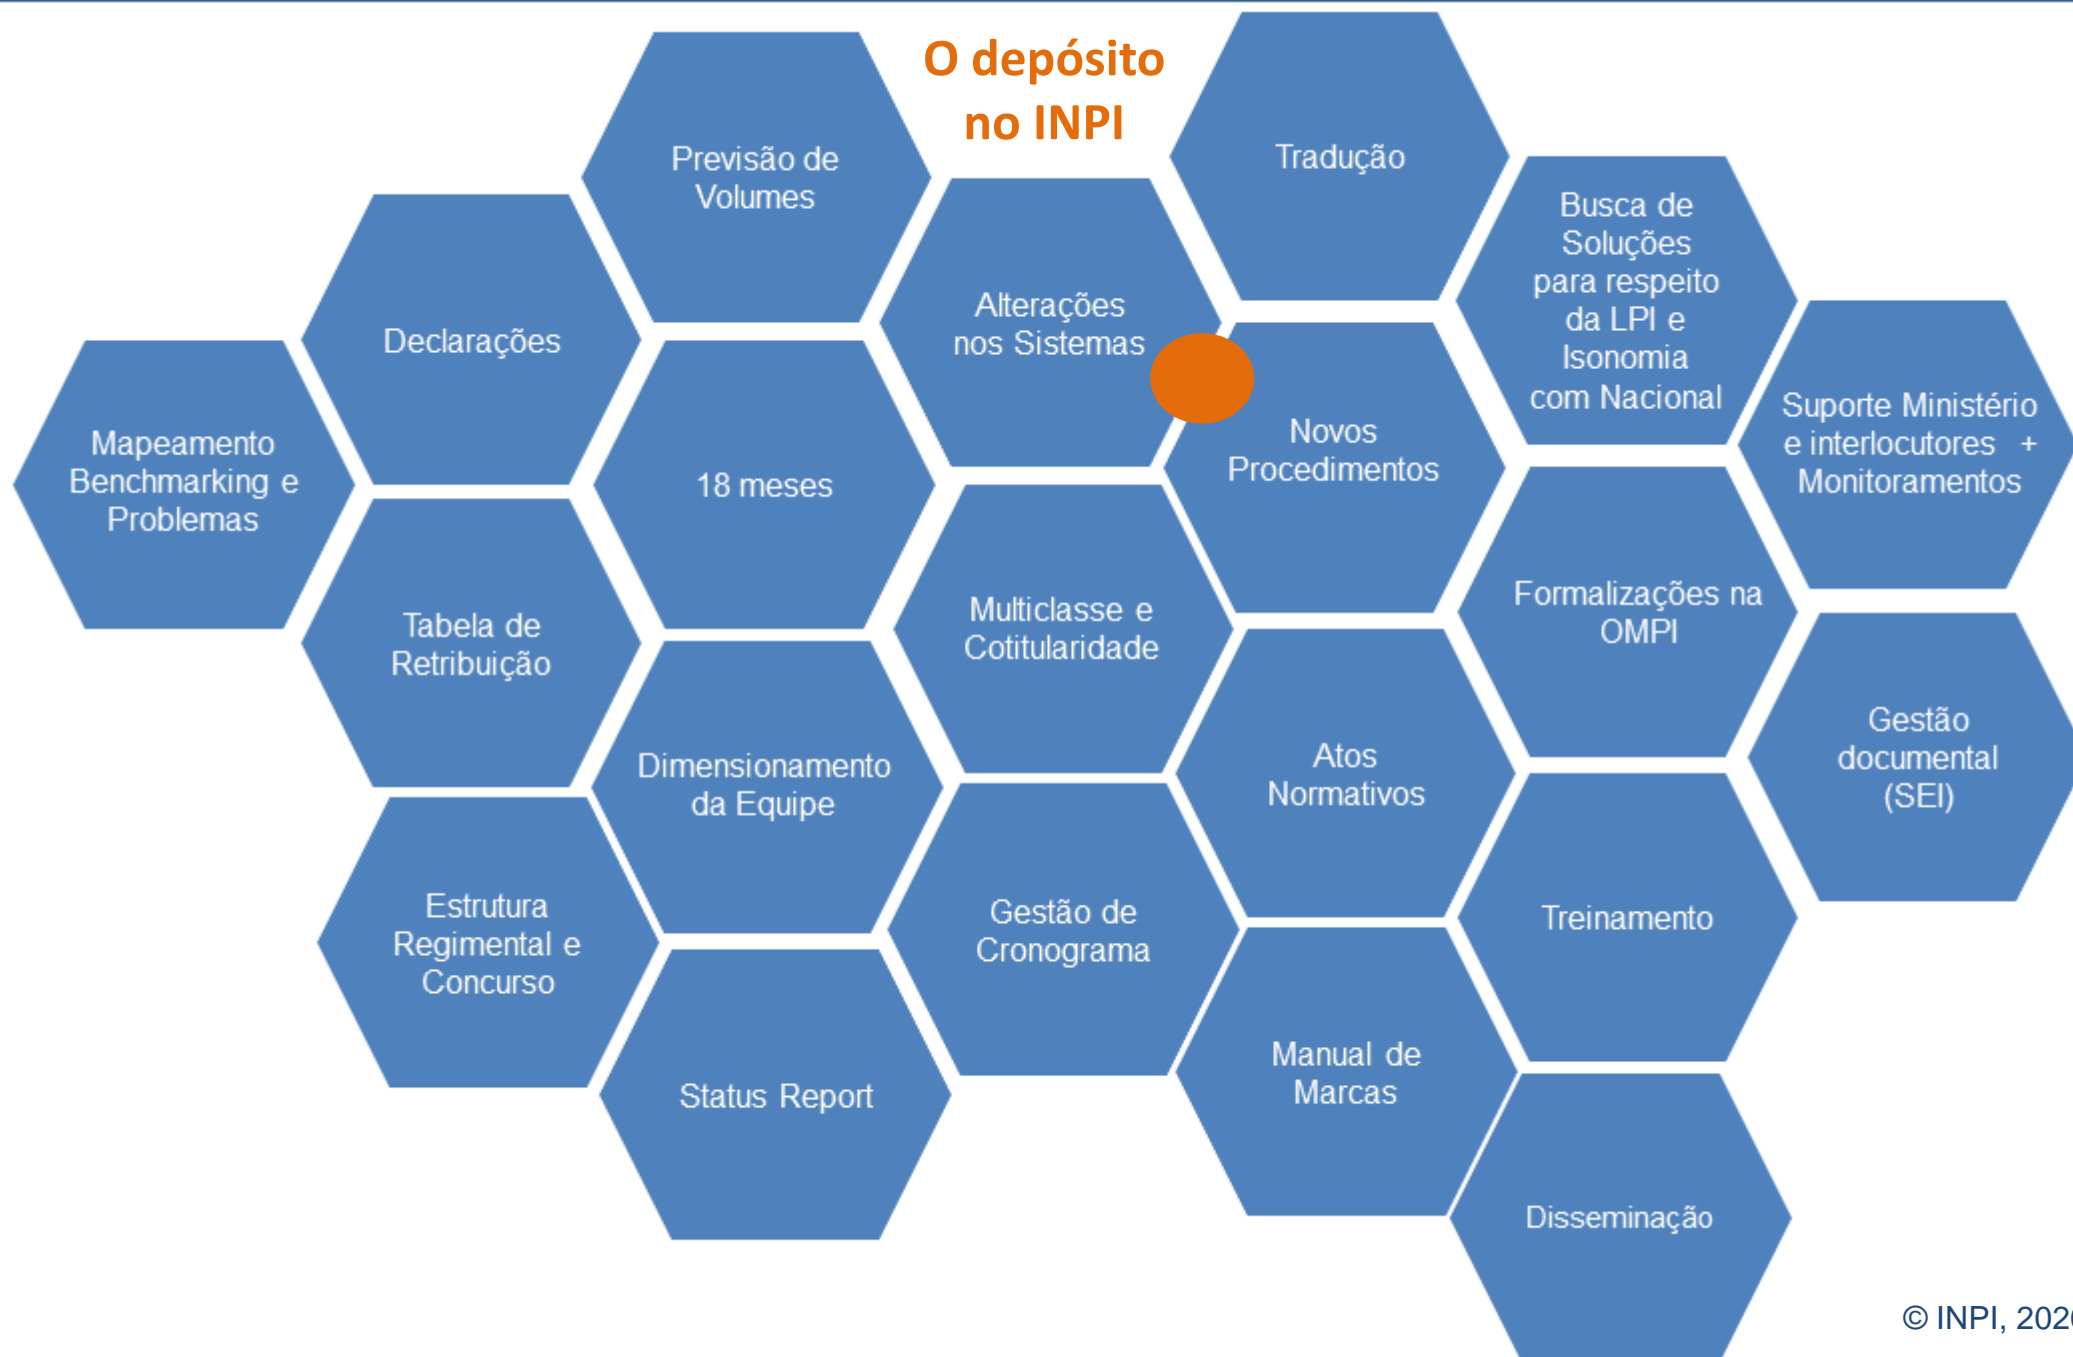 O depósito
no INPI
Previsão de
Volumes
Tradução
Declarações
Alterações
nos Sistemas
Busca de
Soluções
para respeito
da LPI e
Isonomia
com Nacional
Mapeamento
Benchmarking e
Problemas
18 meses
Novos
Procedimentos
Suporte Ministério
e interlocutores +
Monitoramentos
Tabela de
Retribuição
Multiclasse e
Cotitularidade
Formalizações na
OMPI
Dimensionamento
da Equipe
Atos
Normativos
Gestão
documental
(SEI)
Estrutura
Regimental e
Concurso
Gestão de
Cronograma
Treinamento
Status Report
Manual de
Marcas
Disseminação
© INPI, 2020